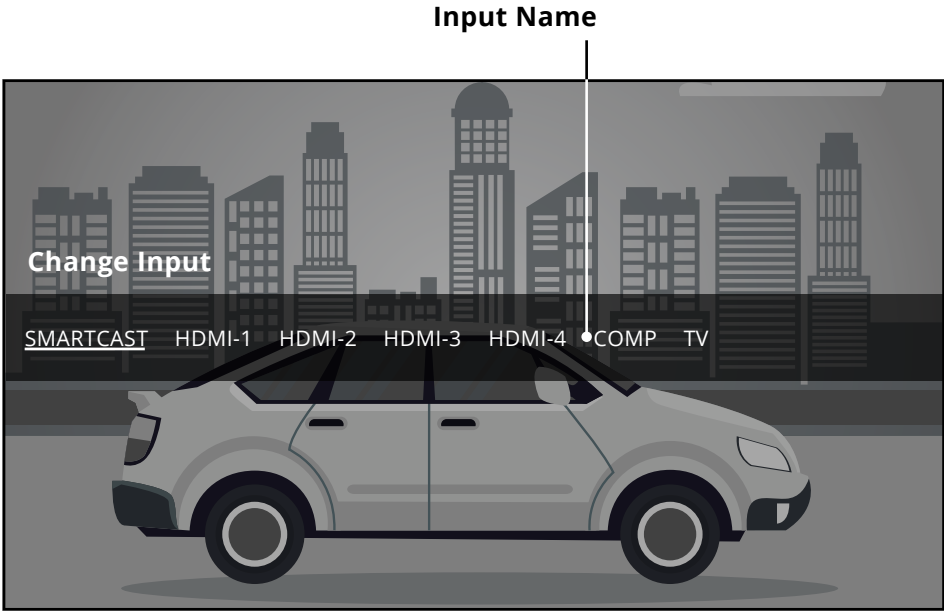 Input Name
Change Input
SMARTCAST HDMI-1 HDMI-2 HDMI-3 HDMI-4 COMP TV